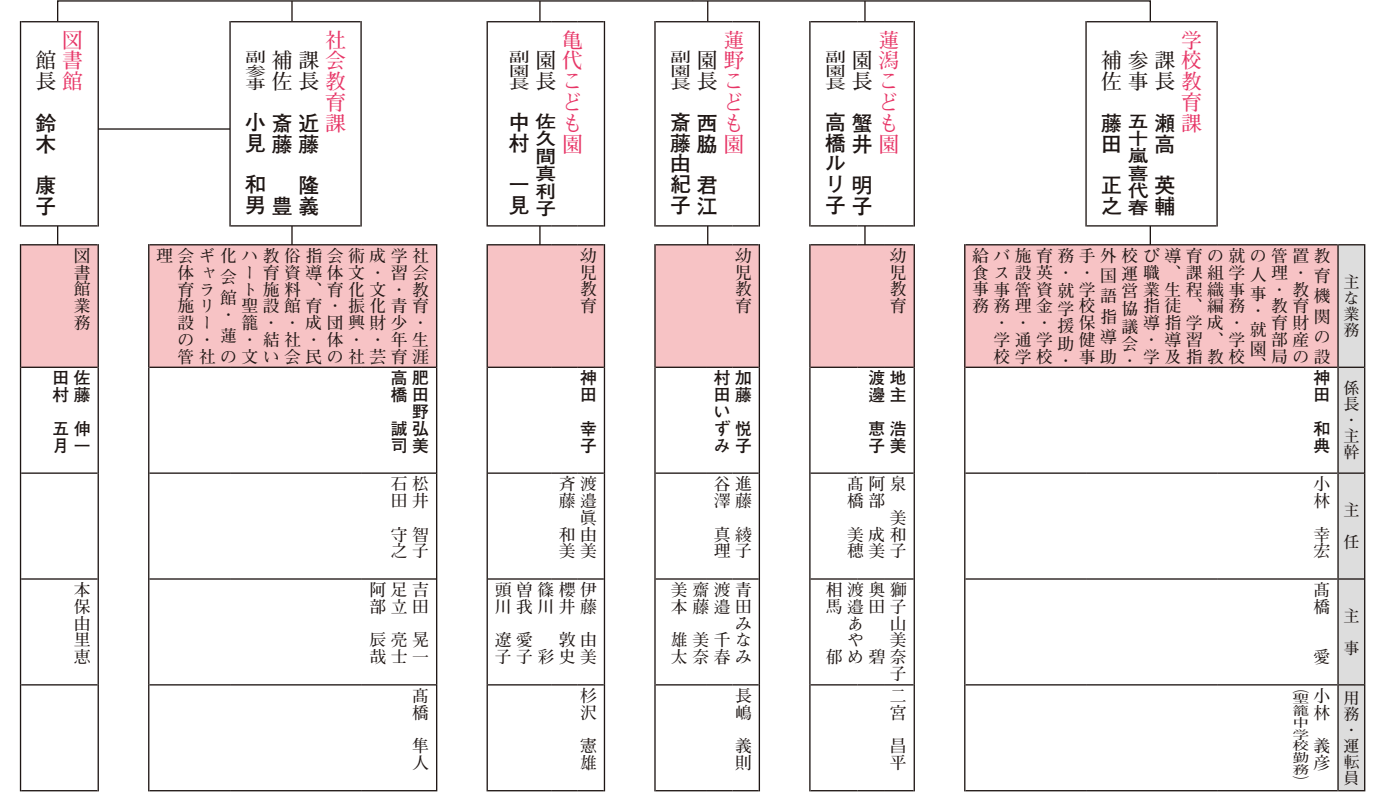 主な業務
係長・主幹
主　任
主　事
用務・運転員
学校教育課
課長　瀬高　英輔
参事　五十嵐喜代春
補佐　藤田　正之
教育機関の設
置・教育財産の
管理・教育部局
の人事・就園、
就学事務・学校
の組織編成、教
育課程、学習指
導、生徒指導及
び職業指導・学
校運営協議会・
外国語指導助
手・学校保健事
務・就学援助・
育英資金・学校
施設管理・通学
バス事務・学校
給食事務
神田　和典
小林　幸宏
髙橋　愛
小林　義彦
(聖籠中学校勤務)
蓮潟こども園
園長　蟹井　明子
副園長　高橋ルリ子
幼児教育
地主　浩美
渡邊　恵子
泉　美和子
阿部　成美
髙橋　美穂
獅子山美奈子
奥田　碧
渡邉あやめ
相馬　郁
二宮　昌平
蓮野こども園
園長　西脇　君江
副園長　斎藤由紀子
幼児教育
加藤　悦子
村田いずみ
進藤　綾子
谷澤　真理
青田みなみ
渡邉　千春
齋藤　美奈
美本　雄太
長嶋　義則
亀代こども園
園長　佐久間真利子
副園長　中村　一見
幼児教育
神田　幸子
渡邉眞由美
斉藤　和美
伊藤　由美
櫻井　敦史
篠川　彩
曽我　愛子
頭川　遼子
杉沢　憲雄
社会教育課
課長　近藤　隆義
補佐　斎藤　豊
副参事　小見　和男
社会教育・生涯
学習・青少年育
成・文化財・芸
術文化振興・社
会体育・団体の
指導、育成・民
俗資料館・社会
教育施設・結い
ハート聖籠・文
化会館・蓮の
ギャラリー・社
会体育施設の管
理
肥田野弘美
高橋　誠司
松井　智子
石田　守之
吉田　晃一
足立　亮士
阿部　辰哉
髙橋　隼人
図書館
館長　鈴木　康子
図書館業務
佐藤　伸一
田村　五月
本保由里恵